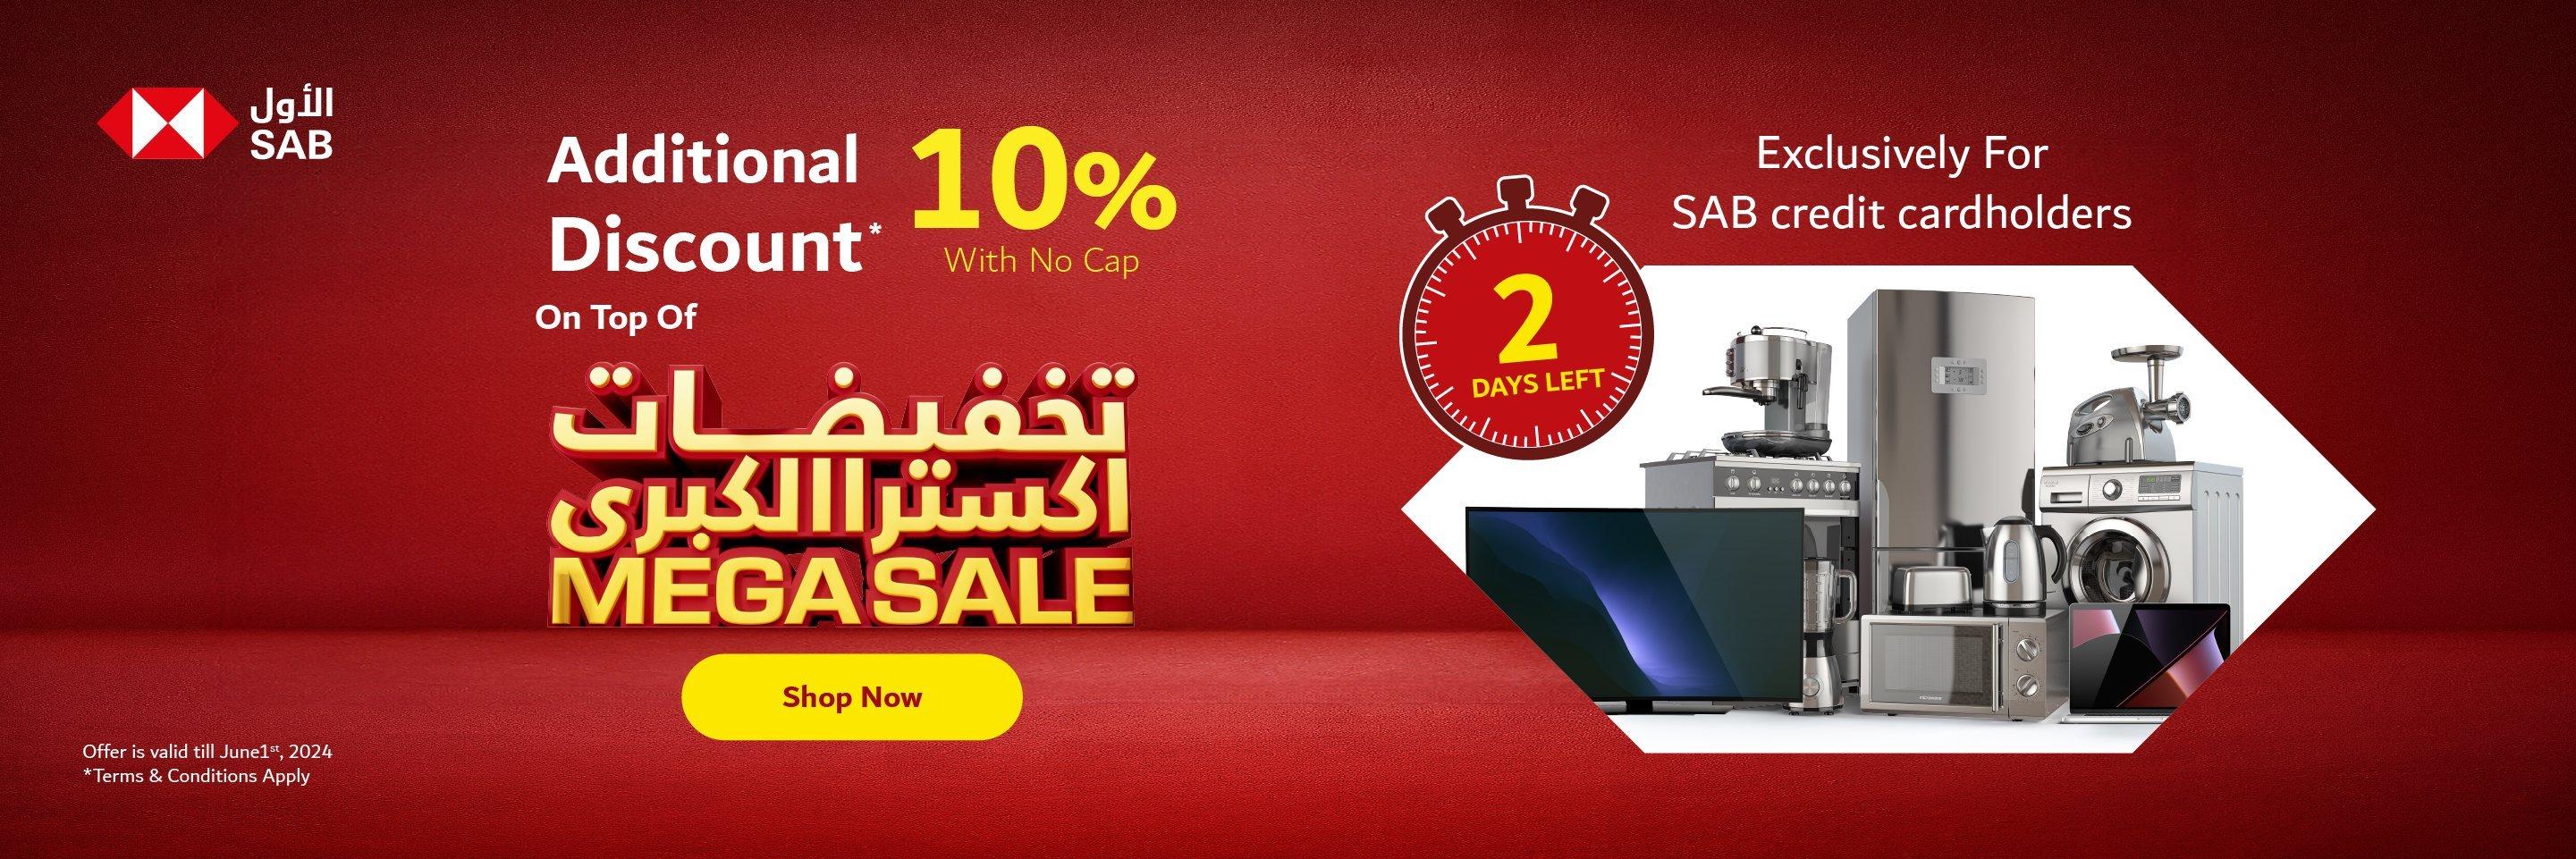 الأول
SAB
Additional
Discount*
10%
With No Cap
On Top Of
تخفيضات
اكسترا الكبرى
MEGA SALE
Shop Now
Exclusively For
SAB credit cardholders
2
DAYS LEFT
Offer is valid till June1st, 2024
*Terms & Conditions Apply